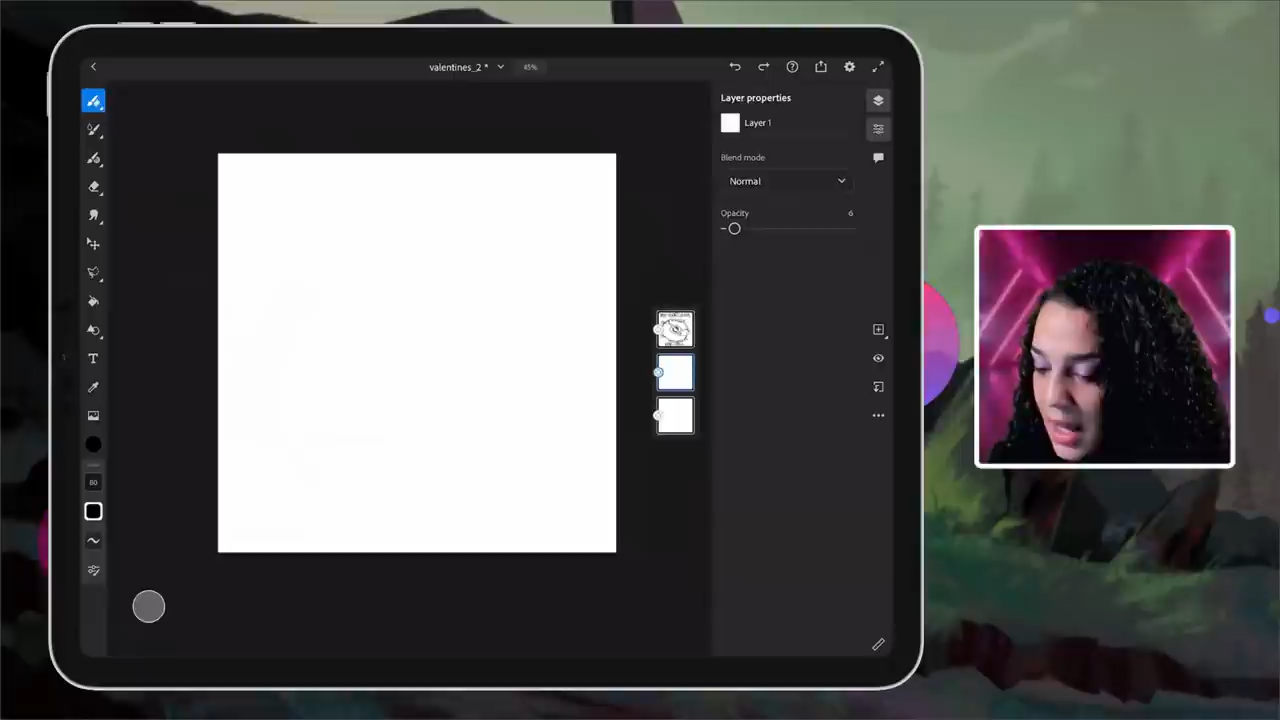 valentines_2 * 45%
Layer properties
Layer 1
Blend mode
Normal
Opacity 6
80